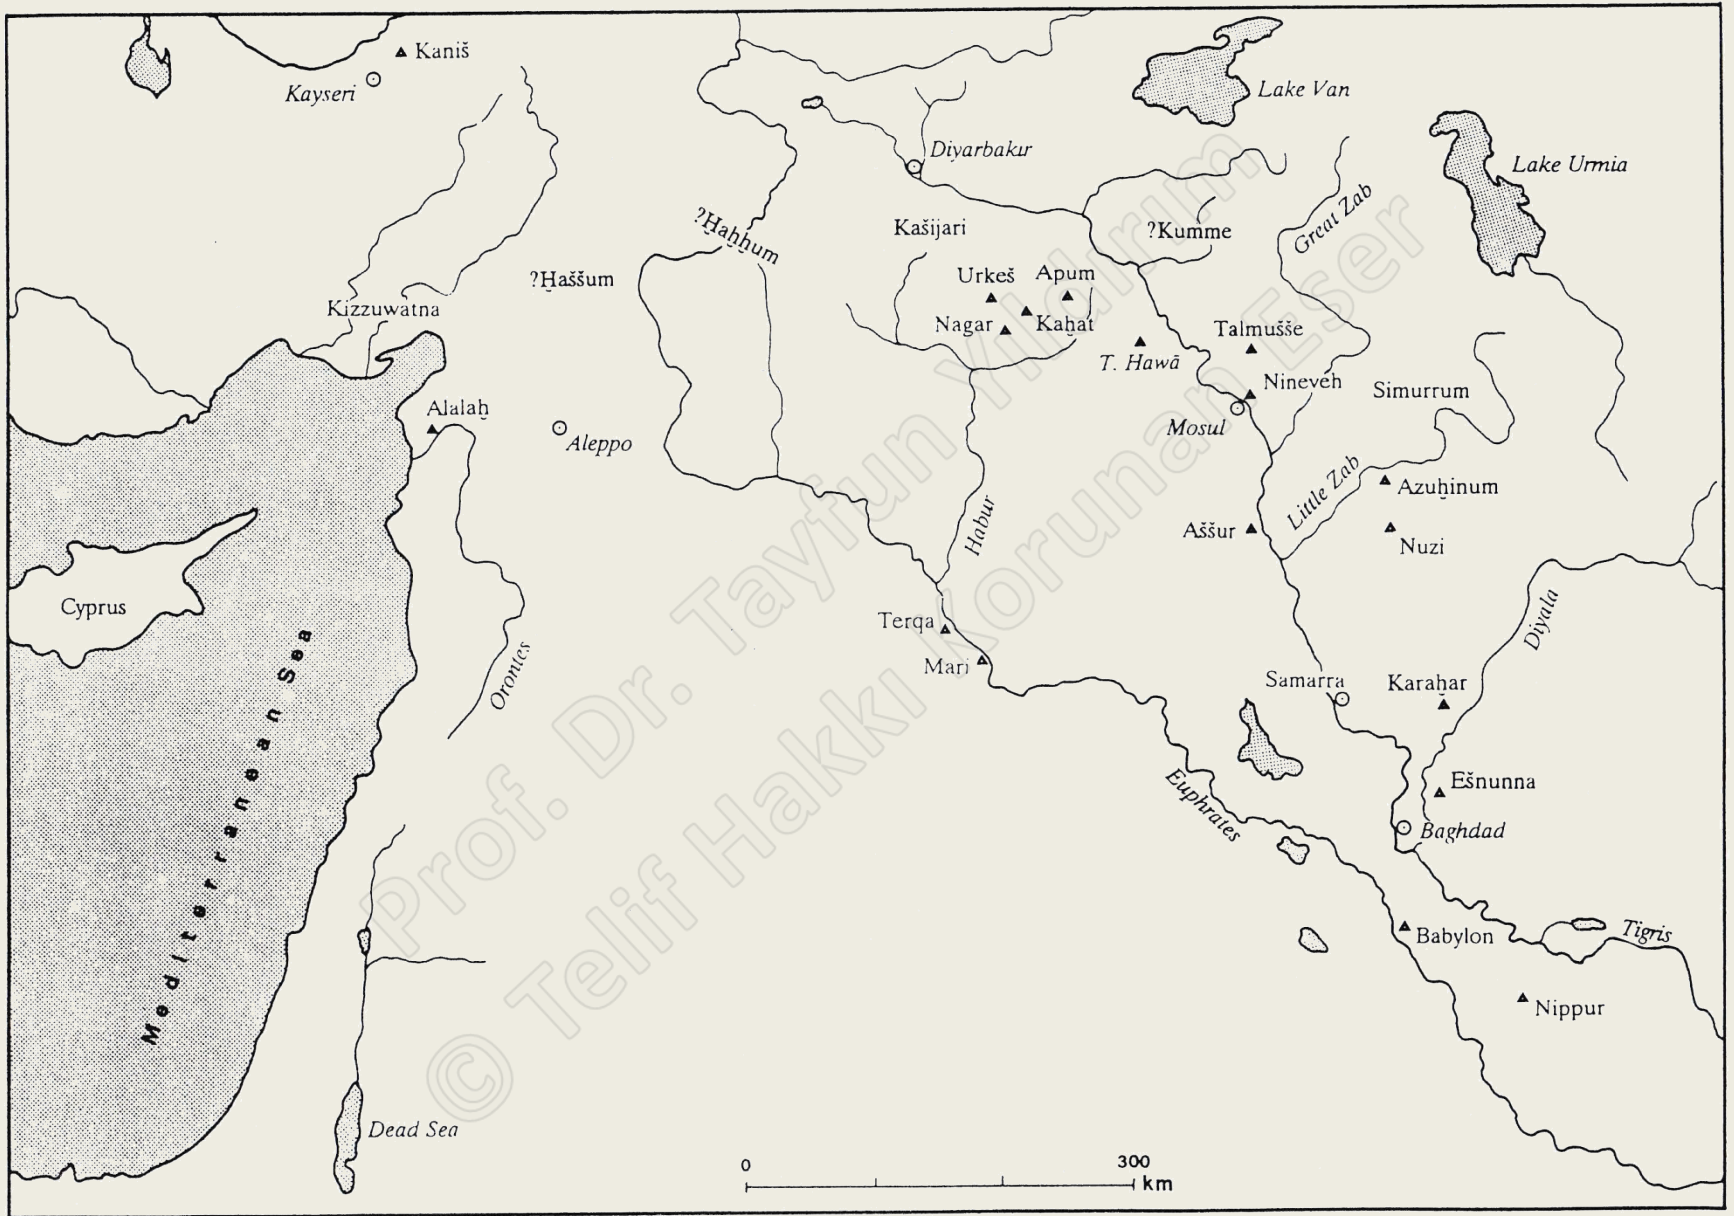 Kaniš
Kayseri
Lake Van
Diyarbakır
Lake Urmia
?Ḫaḫḫum
Kašijari
?Kumme
Great Zab
?Ḫaššum
Urkeš
Apum
Kizzuwatna
Nagar
Kaḫat
Talmušše
T. Hawā
Nineveh
Simurrum
Alalaḫ
Aleppo
Mosul
Little Zab
Azuḫinum
Habur
Aššur
Nuzi
Cyprus
Terqa
Diyala
Mari
Orontes
Samarra
Karaḫar
Mediterranean Sea
Euphrates
Ešnunna
Baghdad
Babylon
Tigris
Nippur
Dead Sea
0 300
km
Prof. Dr. Tayfun Yıldırım
© Telif Hakkı Korunan Eser